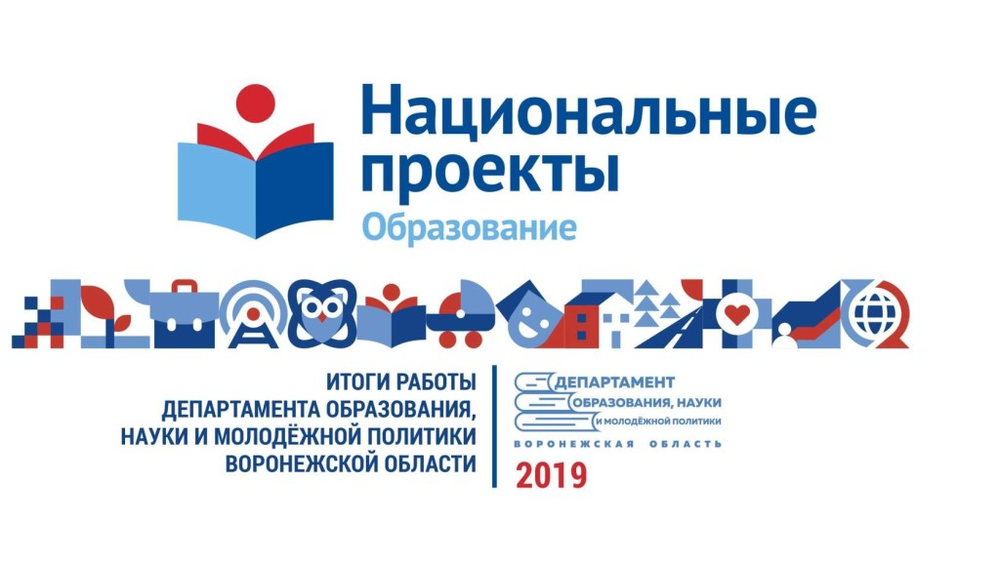 Национальные
проекты
Образование
ИТОГИ РАБОТЫ
ДЕПАРТАМЕНТА ОБРАЗОВАНИЯ,
НАУКИ И МОЛОДЁЖНОЙ ПОЛИТИКИ
ВОРОНЕЖСКОЙ ОБЛАСТИ
ДЕПАРТАМЕНТ
ОБРАЗОВАНИЯ, НАУКИ
И МОЛОДЁЖНОЙ ПОЛИТИКИ
ВОРОНЕЖСКАЯ ОБЛАСТЬ
2019